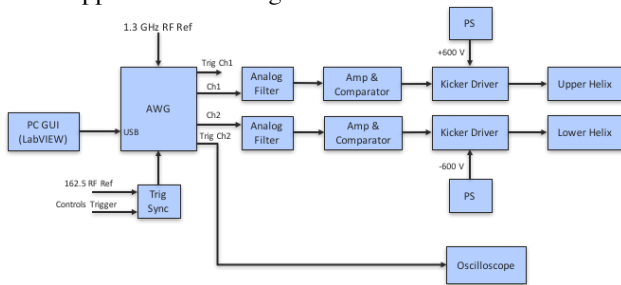 1.3 GHz RF Ref
PS
+600 V
Trig Ch1
Ch1
Analog
Filter
Amp &
Comparator
Kicker Driver
Upper Helix
AWG
USB
PC GUI
(LabVIEW)
Ch2
Trig Ch2
Analog
Filter
Amp &
Comparator
Kicker Driver
Lower Helix
-600 V
PS
162.5 RF Ref
Controls Trigger
Trig
Sync
Oscilloscope